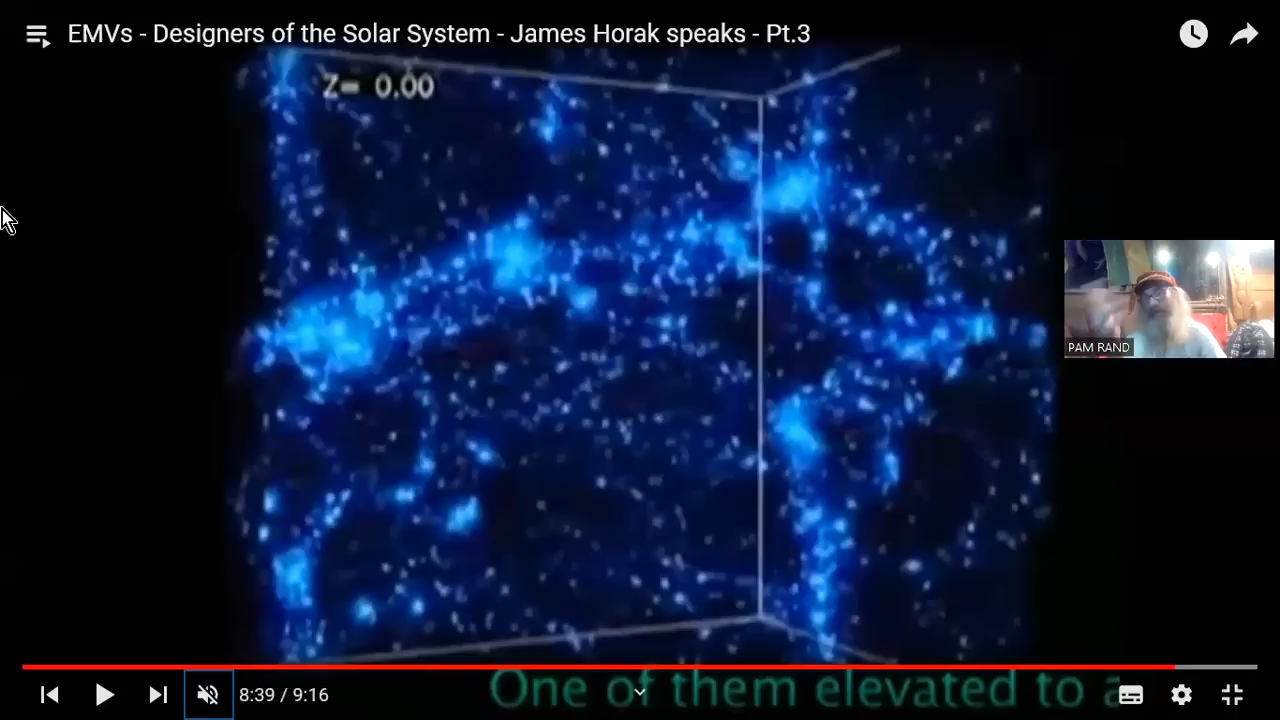 EMVs - Designers of the Solar System - James Horak speaks - Pt.3
Z= 0.00
PAM RAND
8:39 / 9:16
One of them elevated to a